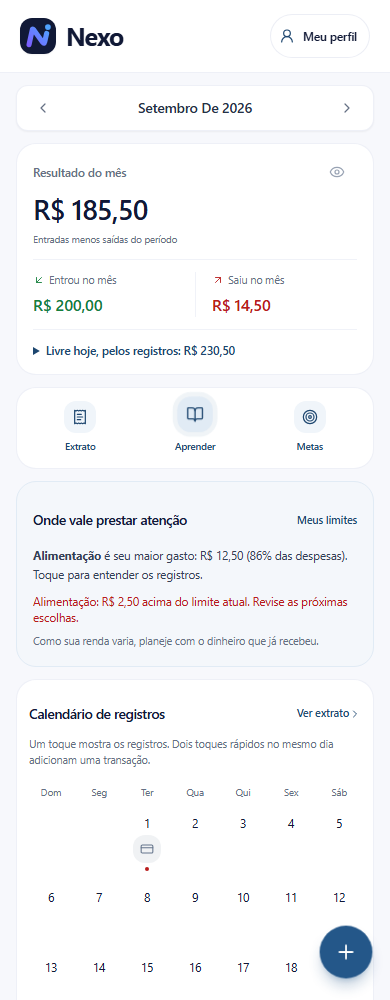 Nexo
Meu perfil
Setembro De 2026
Resultado do mês
R$ 185,50
Entradas menos saídas do período
Entrou no mês
Saiu no mês
R$ 200,00
R$ 14,50
Livre hoje, pelos registros: R$ 230,50
Extrato
Aprender
Metas
Onde vale prestar atenção
Meus limites
Alimentação é seu maior gasto: R$ 12,50 (86% das despesas).
Toque para entender os registros.
Alimentação: R$ 2,50 acima do limite atual. Revise as próximas
escolhas.
Como sua renda varia, planeje com o dinheiro que já recebeu.
Calendário de registros
Ver extrato
Um toque mostra os registros. Dois toques rápidos no mesmo dia
adicionam uma transação.
Dom Seg Ter Qua Qui Sex Sáb
1 2 3 4 5
6 7 8 9 10 11 12
13 14 15 16 17 18